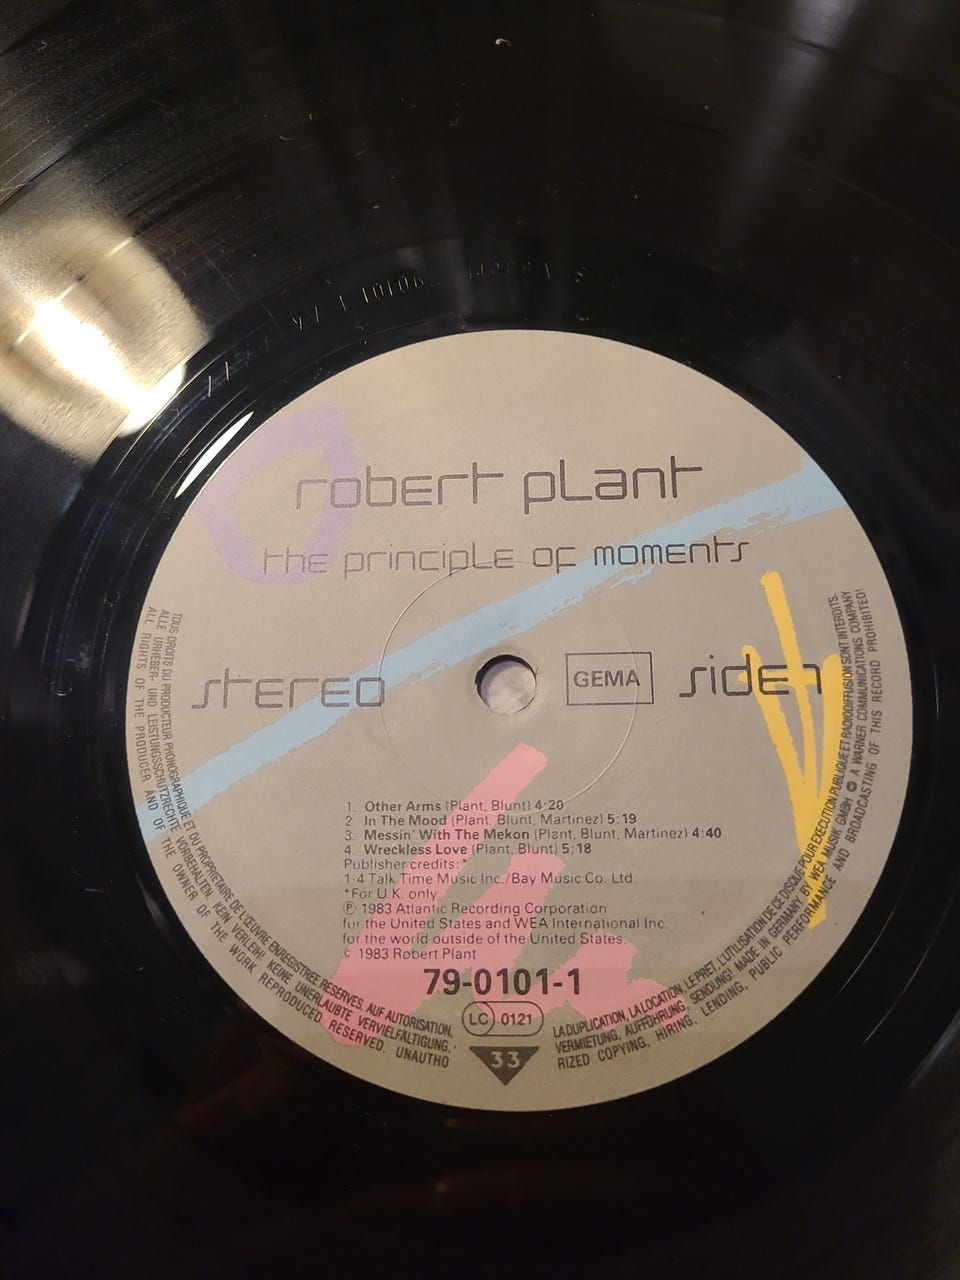 robert plant
the principle of moments
stereo
GEMA
side 1
1. Other Arms (Plant, Blunt) 4:20
2. In The Mood (Plant, Blunt, Martinez) 5:19
3. Messin' With The Mekon (Plant, Blunt, Martinez) 4:40
4. Wreckless Love (Plant, Blunt) 5:18
Publisher credits:*
1-4 Talk Time Music Inc./Bay Music Co. Ltd.
*For U.K. only
℗ 1983 Atlantic Recording Corporation
for the United States and WEA International Inc.
for the world outside of the United States.
c 1983 Robert Plant
79-0101-1
LC 0121
33
TOUS DROITS DU PRODUCTEUR PHONOGRAPHIQUE ET DU PROPRIETAIRE DE L'ŒUVRE ENREGISTREE RESERVES. AUF AUTORISATION, LA DUPLICATION, LA LOCATION, LE PRET, L'UTILISATION DE CE DISQUE POUR EXECUTION PUBLIQUE ET RADIODIFFUSION SONT INTERDITS.
ALLE URHEBER- UND LEISTUNGSSCHUTZRECHTE VORBEHALTEN. KEIN VERLEIH! KEINE UNERLAUBTE VERVIELFÄLTIGUNG, VERMIETUNG, AUFFÜHRUNG, SENDUNG! MADE IN GERMANY BY WEA MUSIK GMBH © A WARNER COMMUNICATIONS COMPANY
ALL RIGHTS OF THE PRODUCER AND OF THE OWNER OF THE WORK REPRODUCED RESERVED. UNAUTHORIZED COPYING, HIRING, LENDING, PUBLIC PERFORMANCE AND BROADCASTING OF THIS RECORD PROHIBITED!